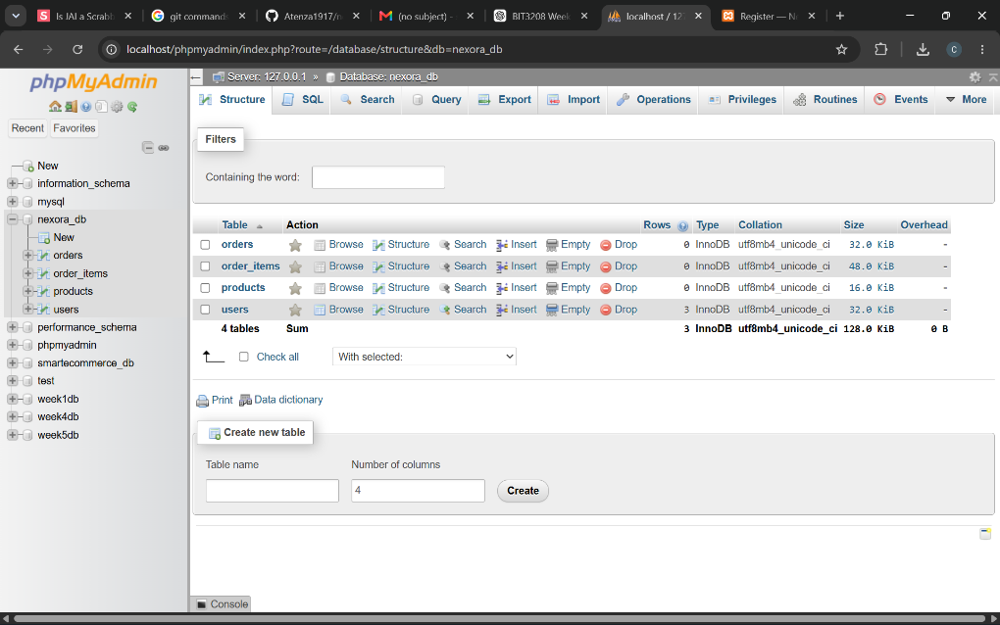 Is JAI a Scrabb
git command:
Atenza1917/n
(no subject) -
BIT3208 Week
localhost / 12
Register — N
localhost/phpmyadmin/index.php?route=/database/structure&db=nexora_db
C
phpMyAdmin
Recent Favorites
New
information_schema
mysql
nexora_db
New
orders
order_items
products
users
performance_schema
phpmyadmin
smartecommerce_db
test
week1db
week4db
week5db
Server: 127.0.0.1 » Database: nexora_db
Structure SQL Search Query Export Import Operations Privileges Routines Events More
Filters
Containing the word:
Table Action Rows Type Collation Size Overhead
orders Browse Structure Search Insert Empty Drop 0 InnoDB utf8mb4_unicode_ci 32.0 KiB -
order_items Browse Structure Search Insert Empty Drop 0 InnoDB utf8mb4_unicode_ci 48.0 KiB -
products Browse Structure Search Insert Empty Drop 0 InnoDB utf8mb4_unicode_ci 16.0 KiB -
users Browse Structure Search Insert Empty Drop 3 InnoDB utf8mb4_unicode_ci 32.0 KiB -
4 tables Sum 3 InnoDB utf8mb4_unicode_ci 128.0 KiB 0 B
Check all With selected:
Print Data dictionary
Create new table
Table name Number of columns
4 Create
Console